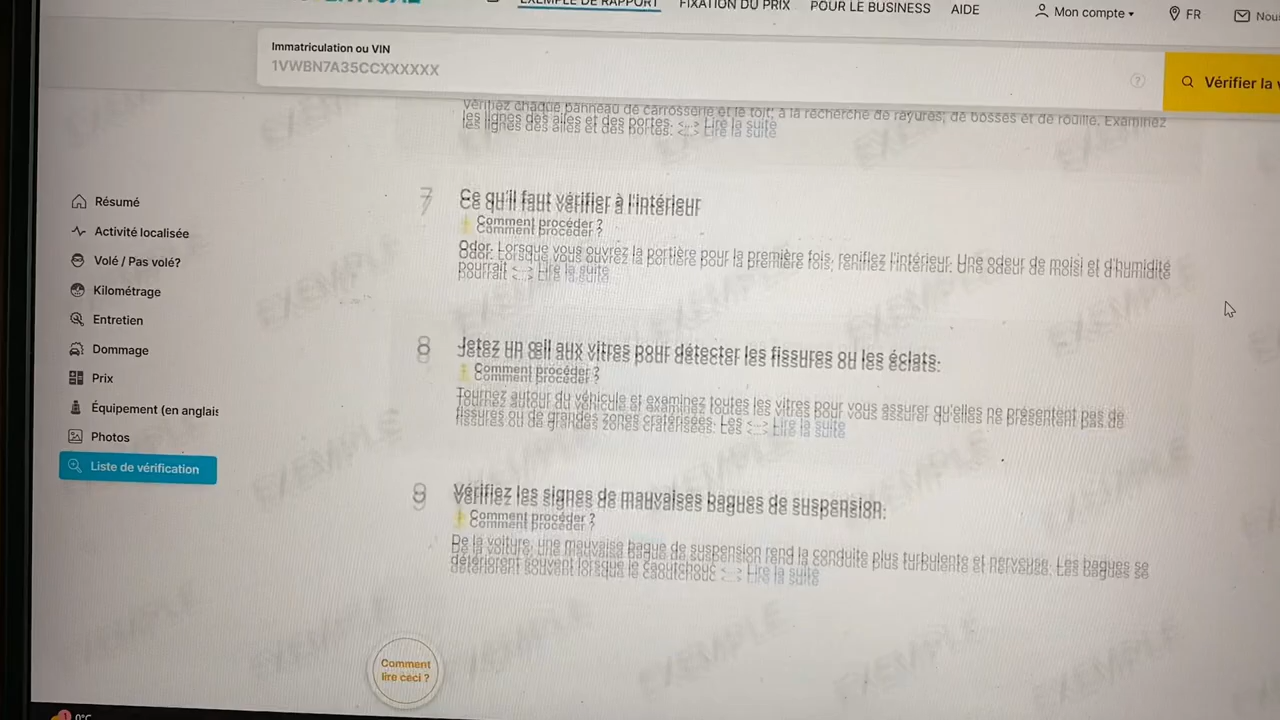 EXEMPLE DE RAPPORT
FIXATION DU PRIX
POUR LE BUSINESS
AIDE
Mon compte
FR
Nou
Immatriculation ou VIN
1VWBN7A35CCXXXXXX
?
Vérifier la v
Vérifiez chaque panneau de carrosserie et le toit, à la recherche de rayures, de bosses et de rouille. Examinez
les lignes des ailes et des portes. <...> Lire la suite
Résumé
Activité localisée
Volé / Pas volé?
Kilométrage
Entretien
Dommage
Prix
Équipement (en anglais
Photos
Liste de vérification
7 Ce qu'il faut vérifier à l'intérieur
Comment procéder ?
Odor. Lorsque vous ouvrez la portière pour la première fois, reniflez l'intérieur. Une odeur de moisi et d'humidité
pourrait <...> Lire la suite
8 Jetez un œil aux vitres pour détecter les fissures ou les éclats:
Comment procéder ?
Tournez autour du véhicule et examinez toutes les vitres pour vous assurer qu'elles ne présentent pas de
fissures ou de grandes zones cratérisées. Les <...> Lire la suite
9 Vérifiez les signes de mauvaises bagues de suspension:
Comment procéder ?
De la voiture, une mauvaise bague de suspension rend la conduite plus turbulente et nerveuse. Les bagues se
détériorent souvent lorsque le caoutchouc <...> Lire la suite
EXEMPLE
Comment
lire ceci ?
1
0°C